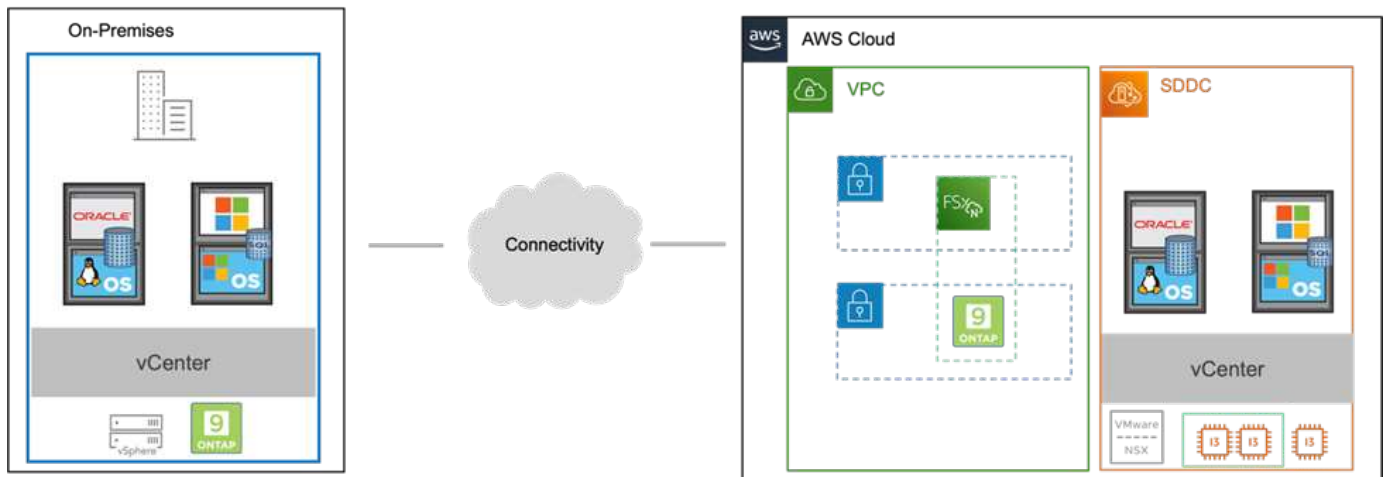 On-Premises
ORACLE
OS
SQL
OS
vCenter
vSphere
9
ONTAP
Connectivity
aws
AWS Cloud
VPC
FSx
N
9
ONTAP
SDDC
ORACLE
OS
SQL
OS
vCenter
VMware
NSX
I3
I3
I3